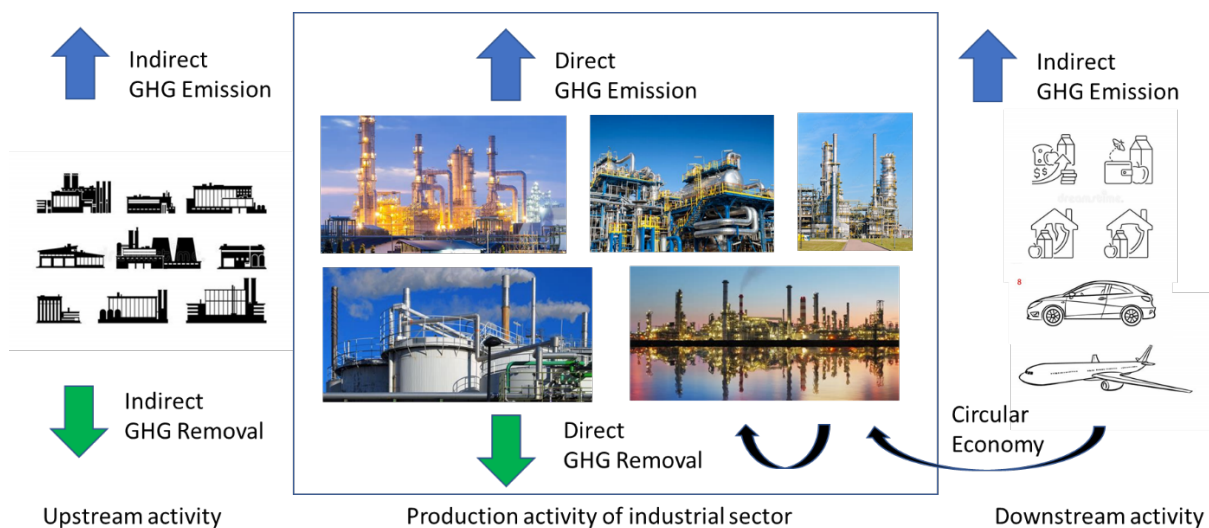 Indirect
GHG Emission
Direct
GHG Emission
Indirect
GHG Emission
$$
8
Indirect
GHG Removal
Direct
GHG Removal
Circular
Economy
Upstream activity
Production activity of industrial sector
Downstream activity